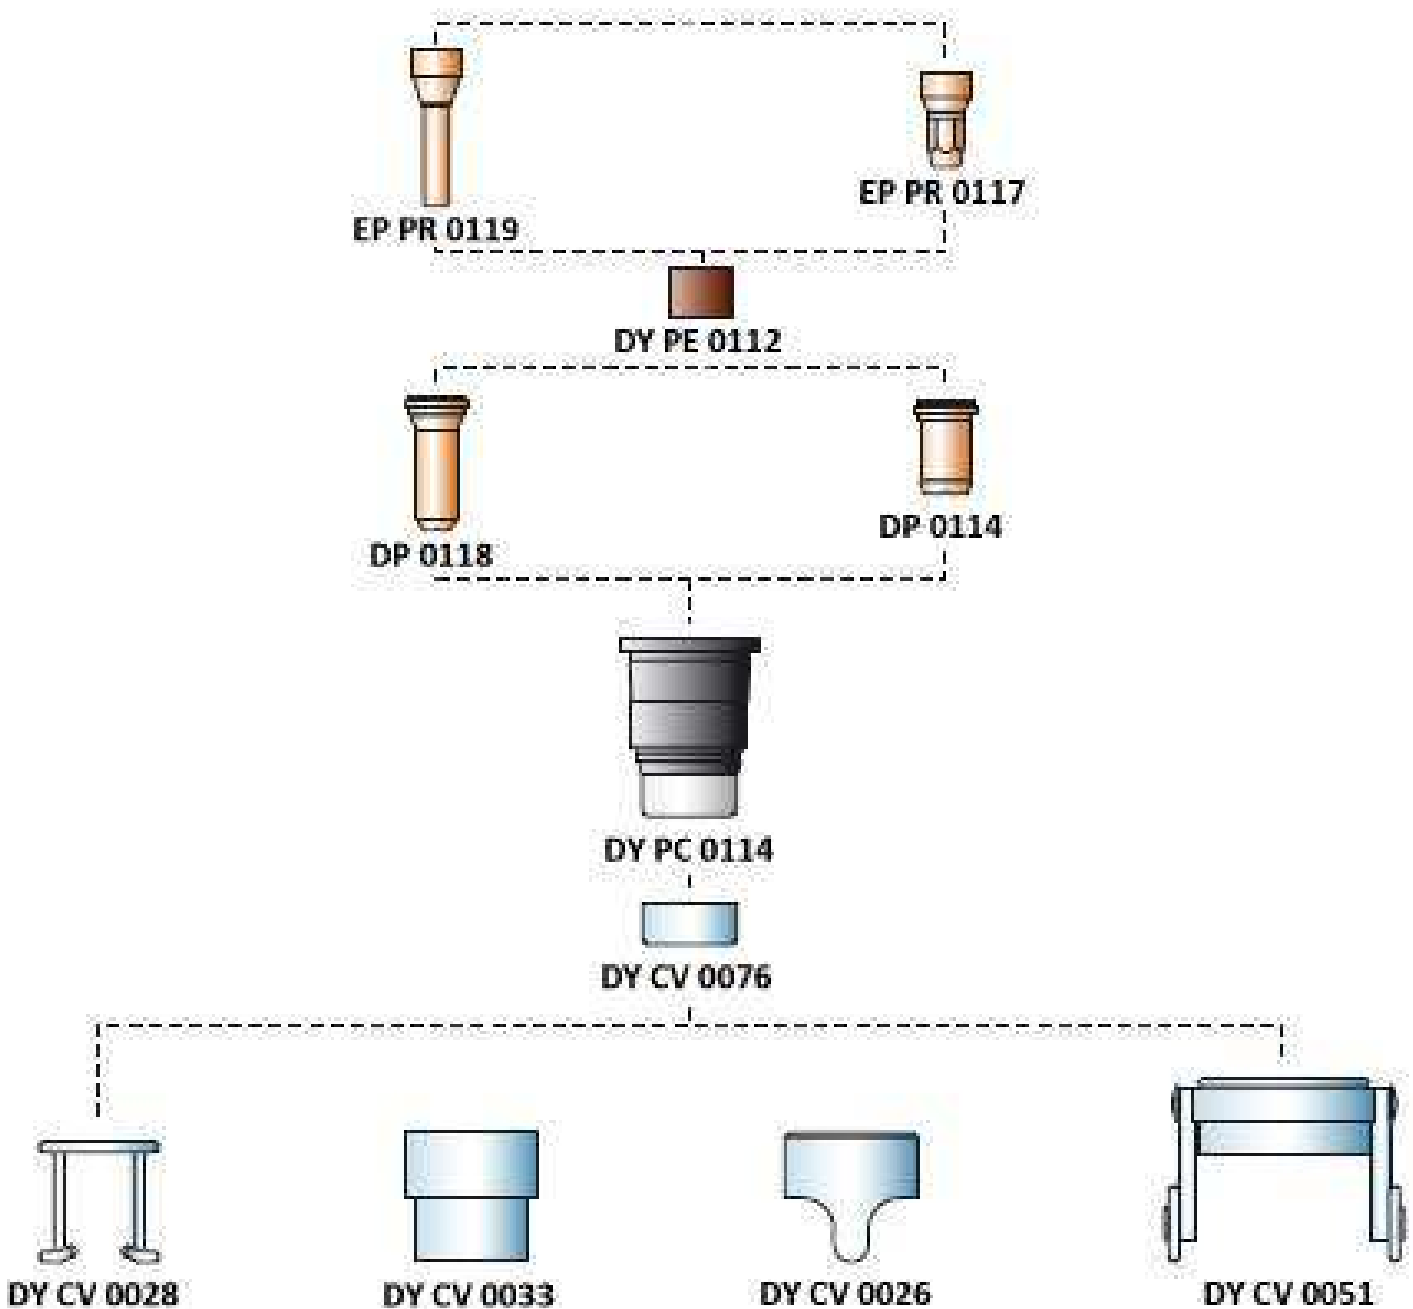 EP PR 0119
EP PR 0117
DY PE 0112
DP 0118
DP 0114
DY PC 0114
DY CV 0076
DY CV 0028
DY CV 0033
DY CV 0026
DY CV 0051